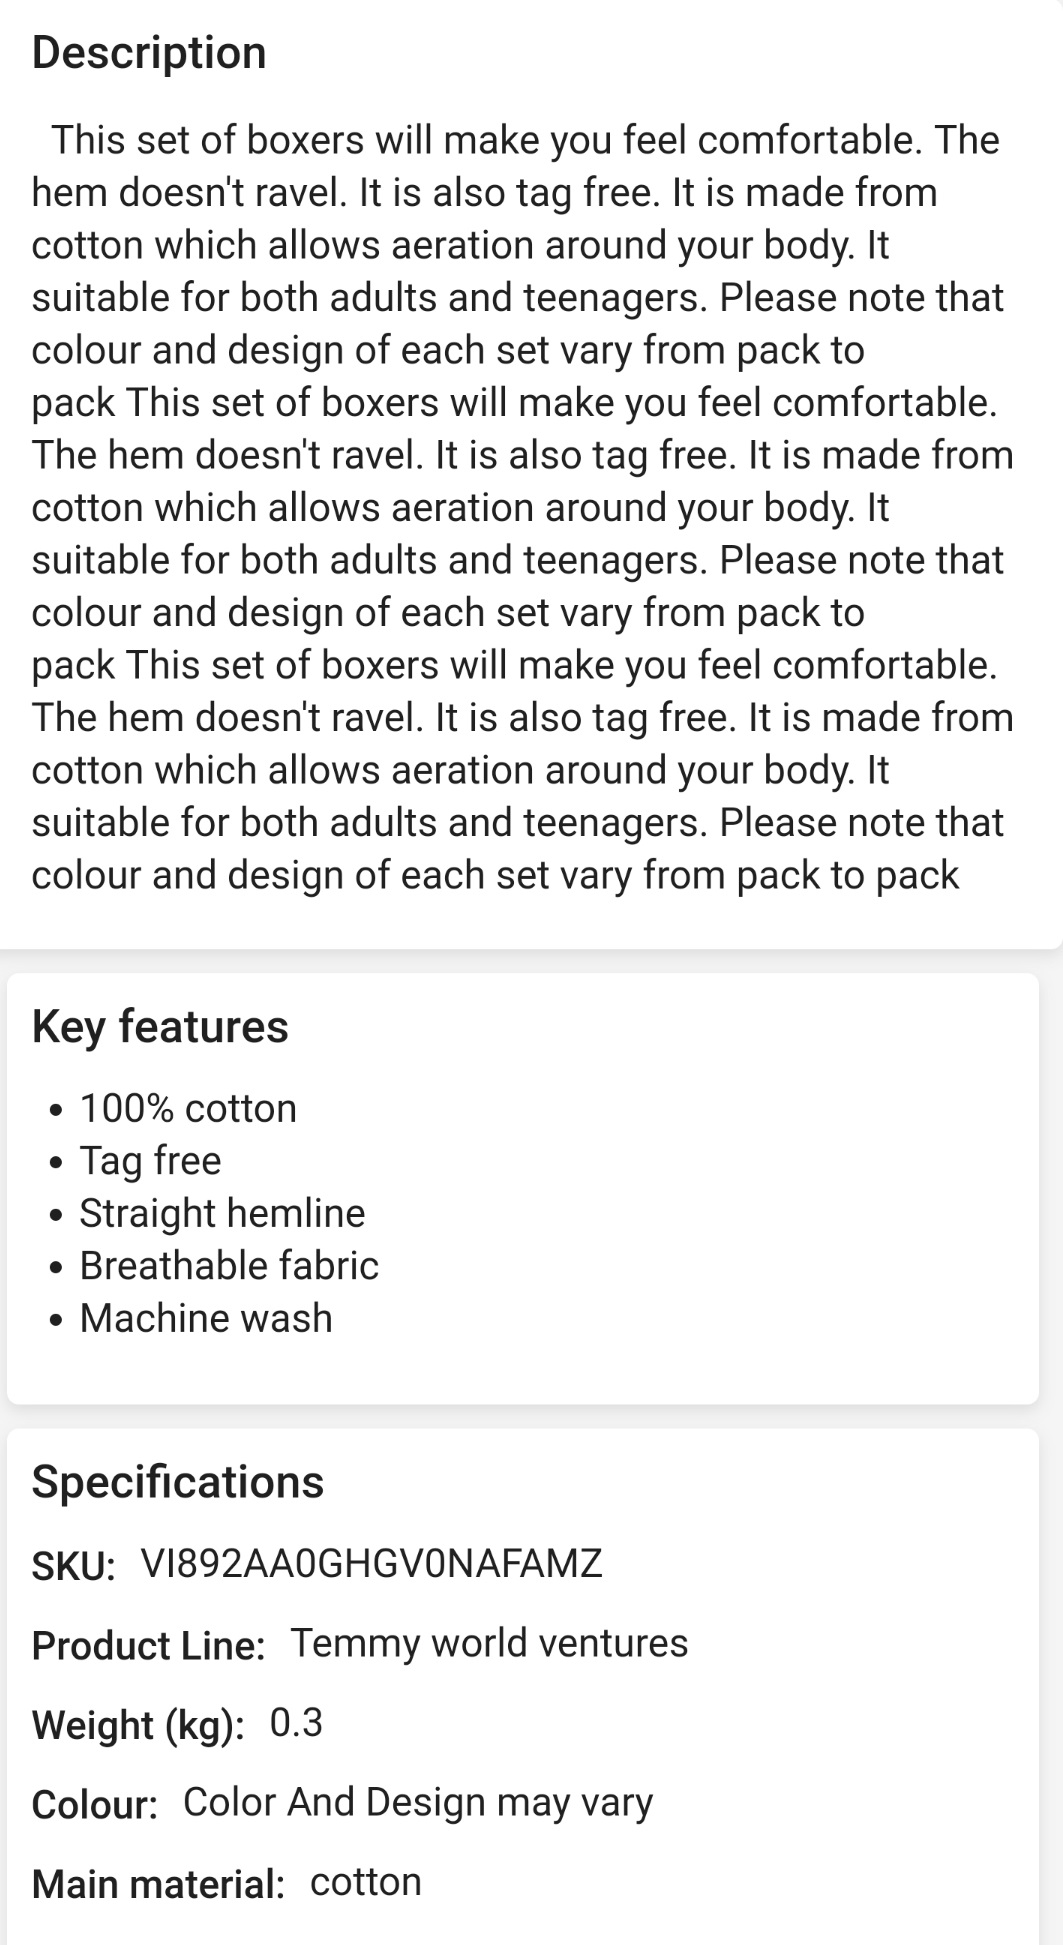 Description
This set of boxers will make you feel comfortable. The
hem doesn't ravel. It is also tag free. It is made from
cotton which allows aeration around your body. It
suitable for both adults and teenagers. Please note that
colour and design of each set vary from pack to
pack This set of boxers will make you feel comfortable.
The hem doesn't ravel. It is also tag free. It is made from
cotton which allows aeration around your body. It
suitable for both adults and teenagers. Please note that
colour and design of each set vary from pack to
pack This set of boxers will make you feel comfortable.
The hem doesn't ravel. It is also tag free. It is made from
cotton which allows aeration around your body. It
suitable for both adults and teenagers. Please note that
colour and design of each set vary from pack to pack
Key features
• 100% cotton
• Tag free
• Straight hemline
• Breathable fabric
• Machine wash
Specifications
SKU: VI892AA0GHGV0NAFAMZ
Product Line: Temmy world ventures
Weight (kg): 0.3
Colour: Color And Design may vary
Main material: cotton